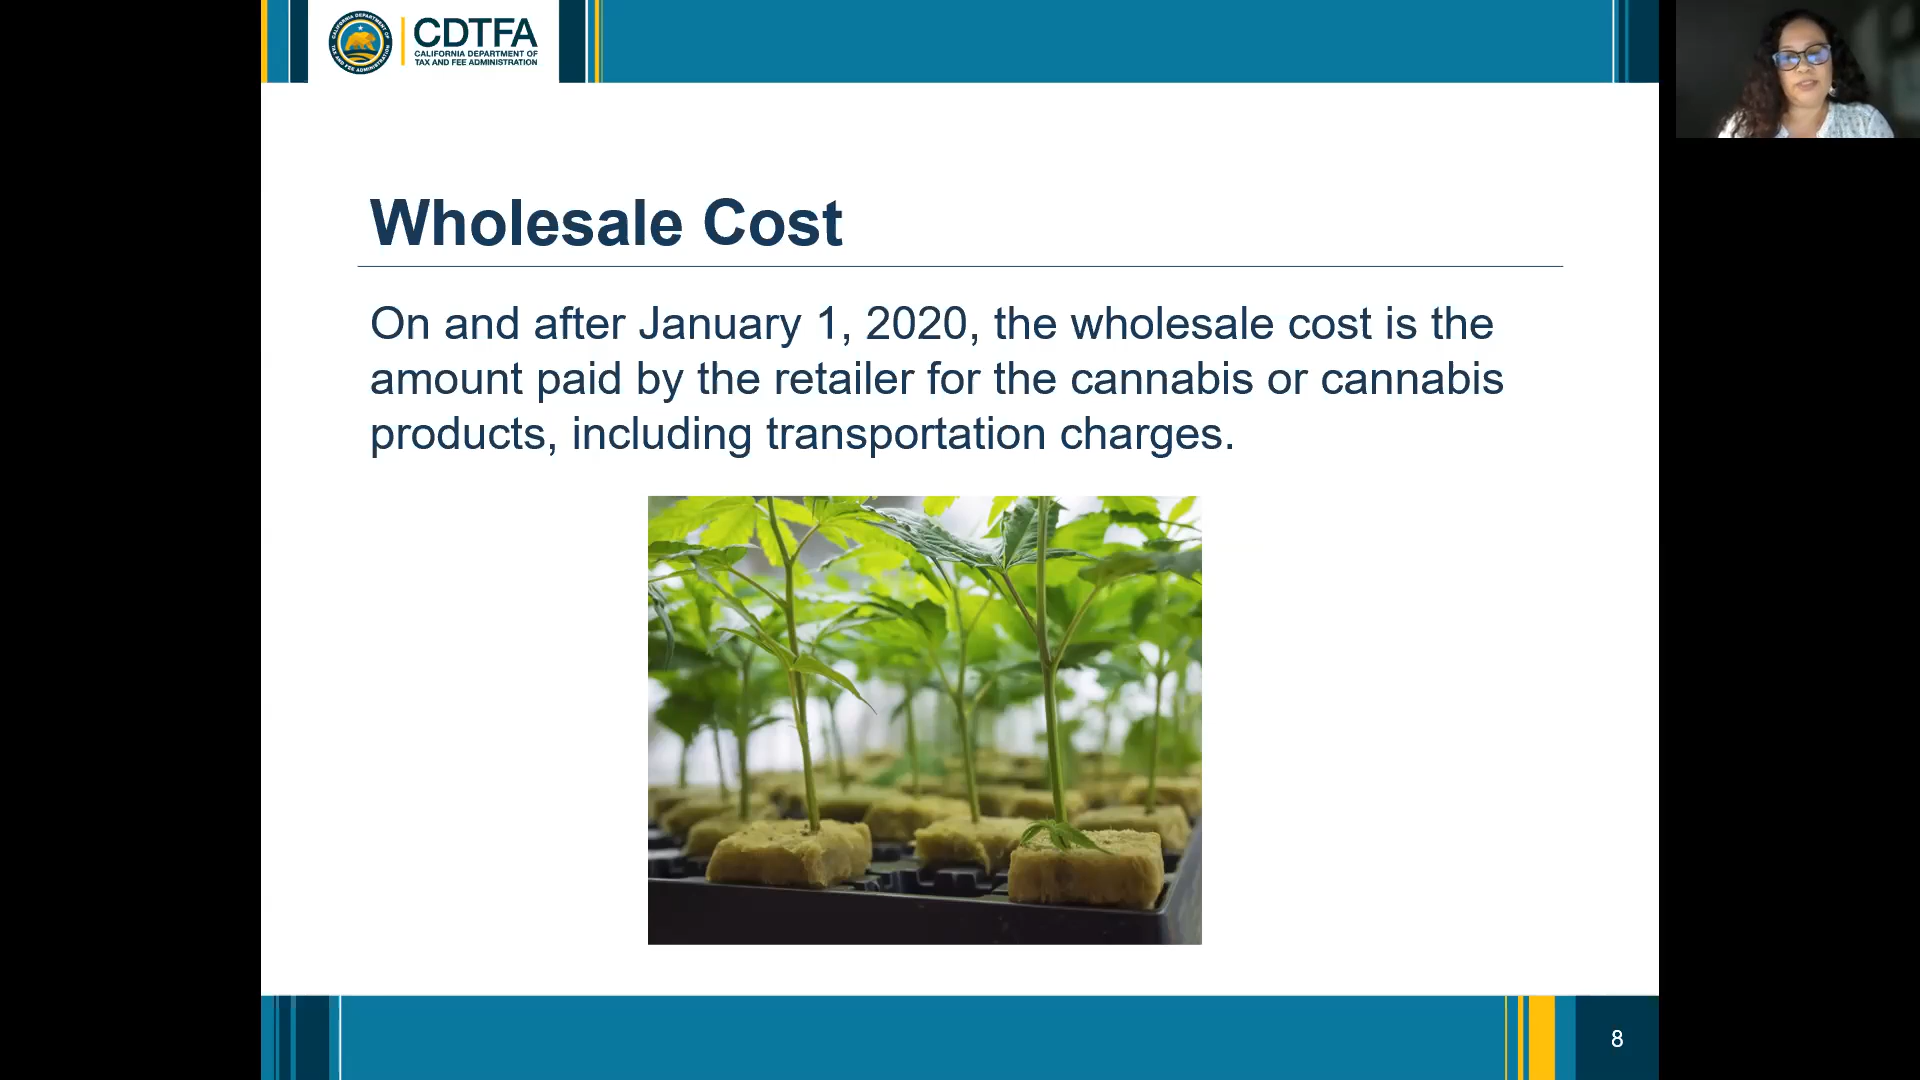 CDTFA
CALIFORNIA DEPARTMENT OF
TAX AND FEE ADMINISTRATION
Wholesale Cost
On and after January 1, 2020, the wholesale cost is the
amount paid by the retailer for the cannabis or cannabis
products, including transportation charges.
8